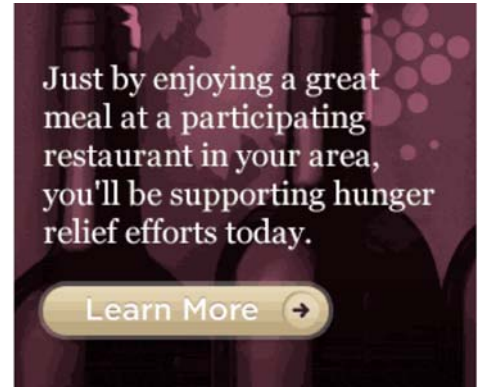 Just by enjoying a great
meal at a participating
restaurant in your area,
you'll be supporting hunger
relief efforts today.
Learn More